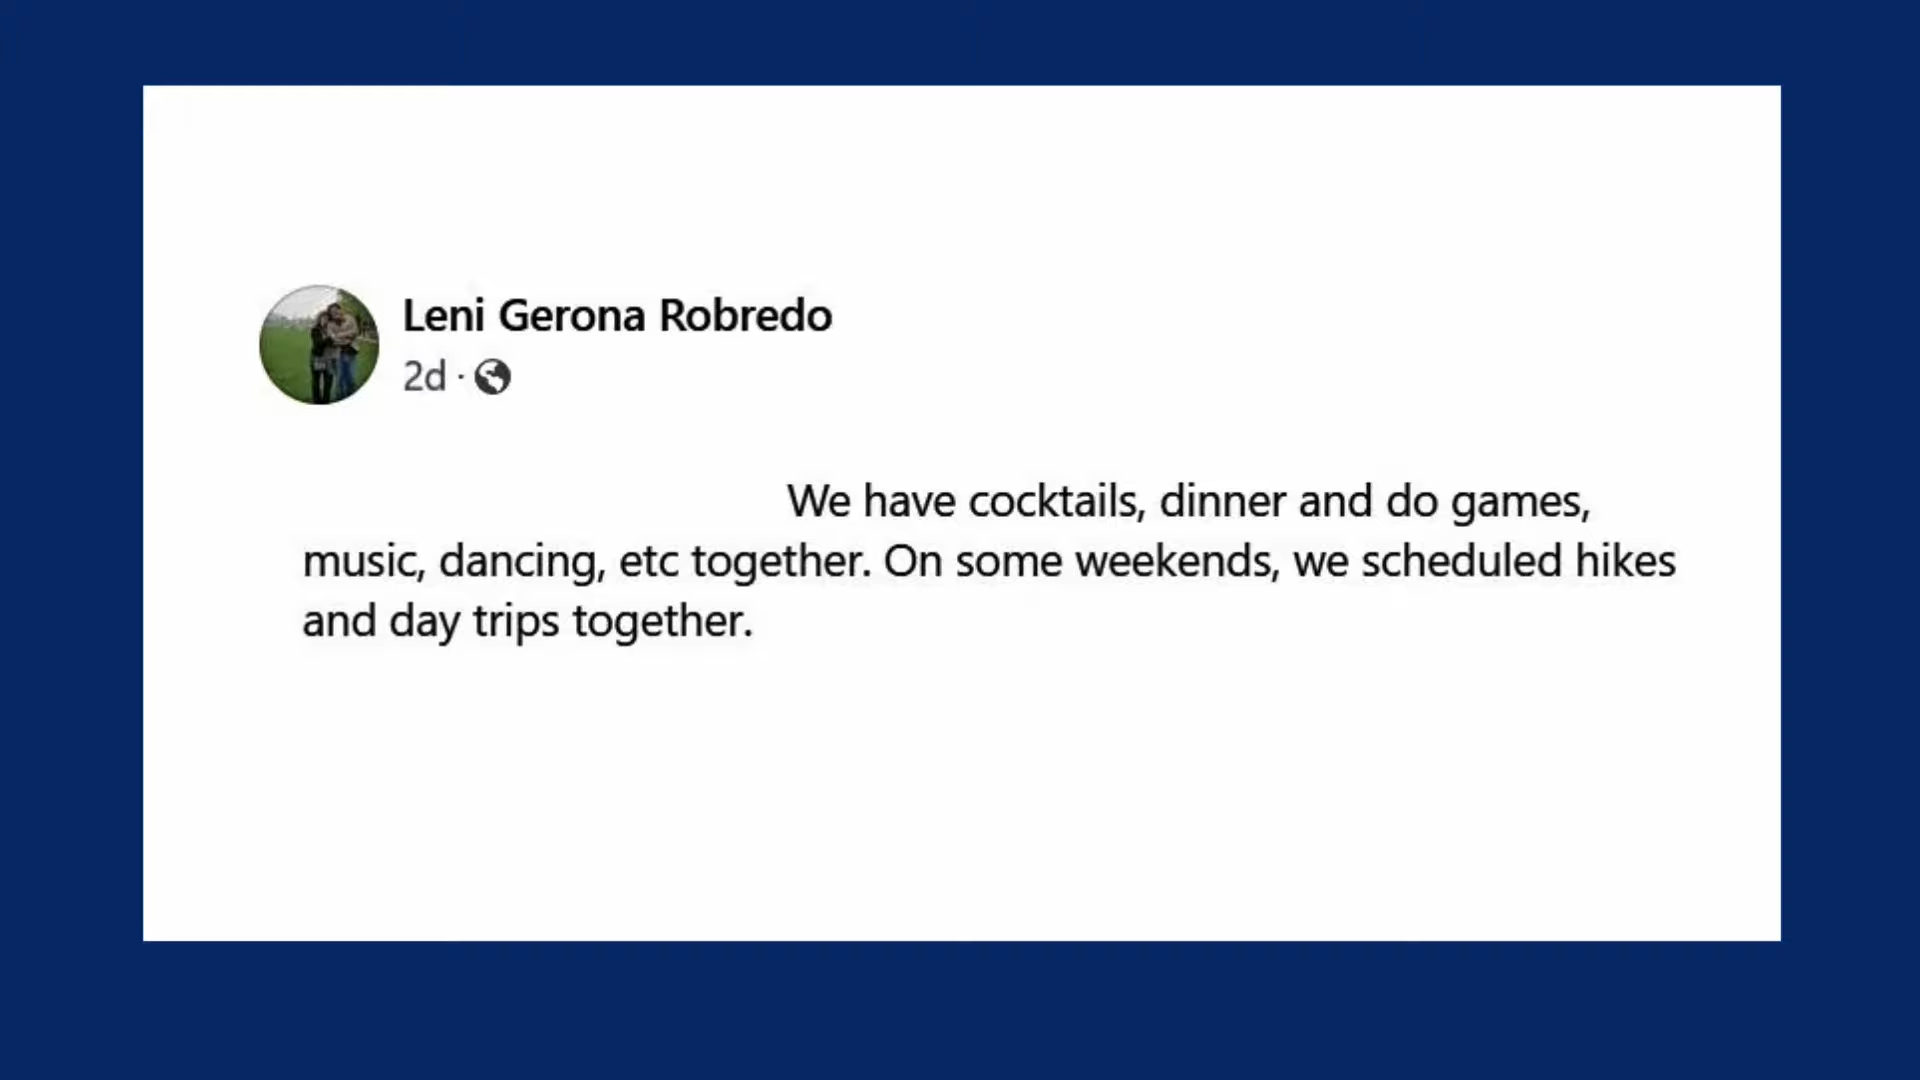 Leni Gerona Robredo
2d ·
We have cocktails, dinner and do games,
music, dancing, etc together. On some weekends, we scheduled hikes
and day trips together.